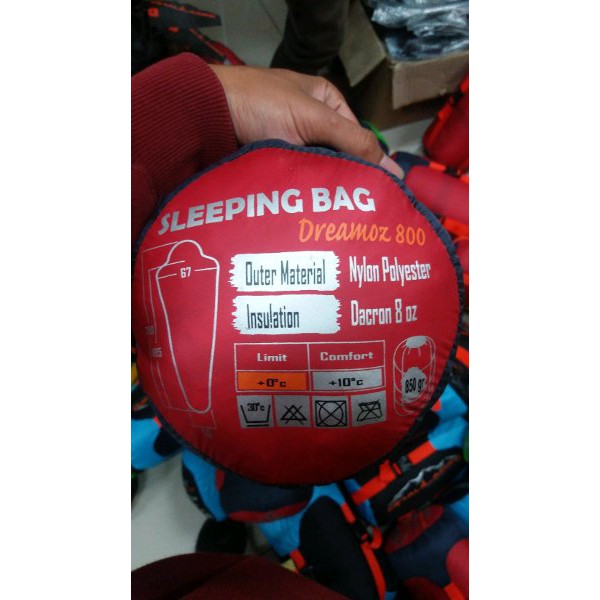 SLEEPING BAG
Dreamoz 800
67
Outer Material Nylon Polyester
Insulation Dacron 8 oz
Limit Comfort
+0°c +10°c
850 gr
30°c